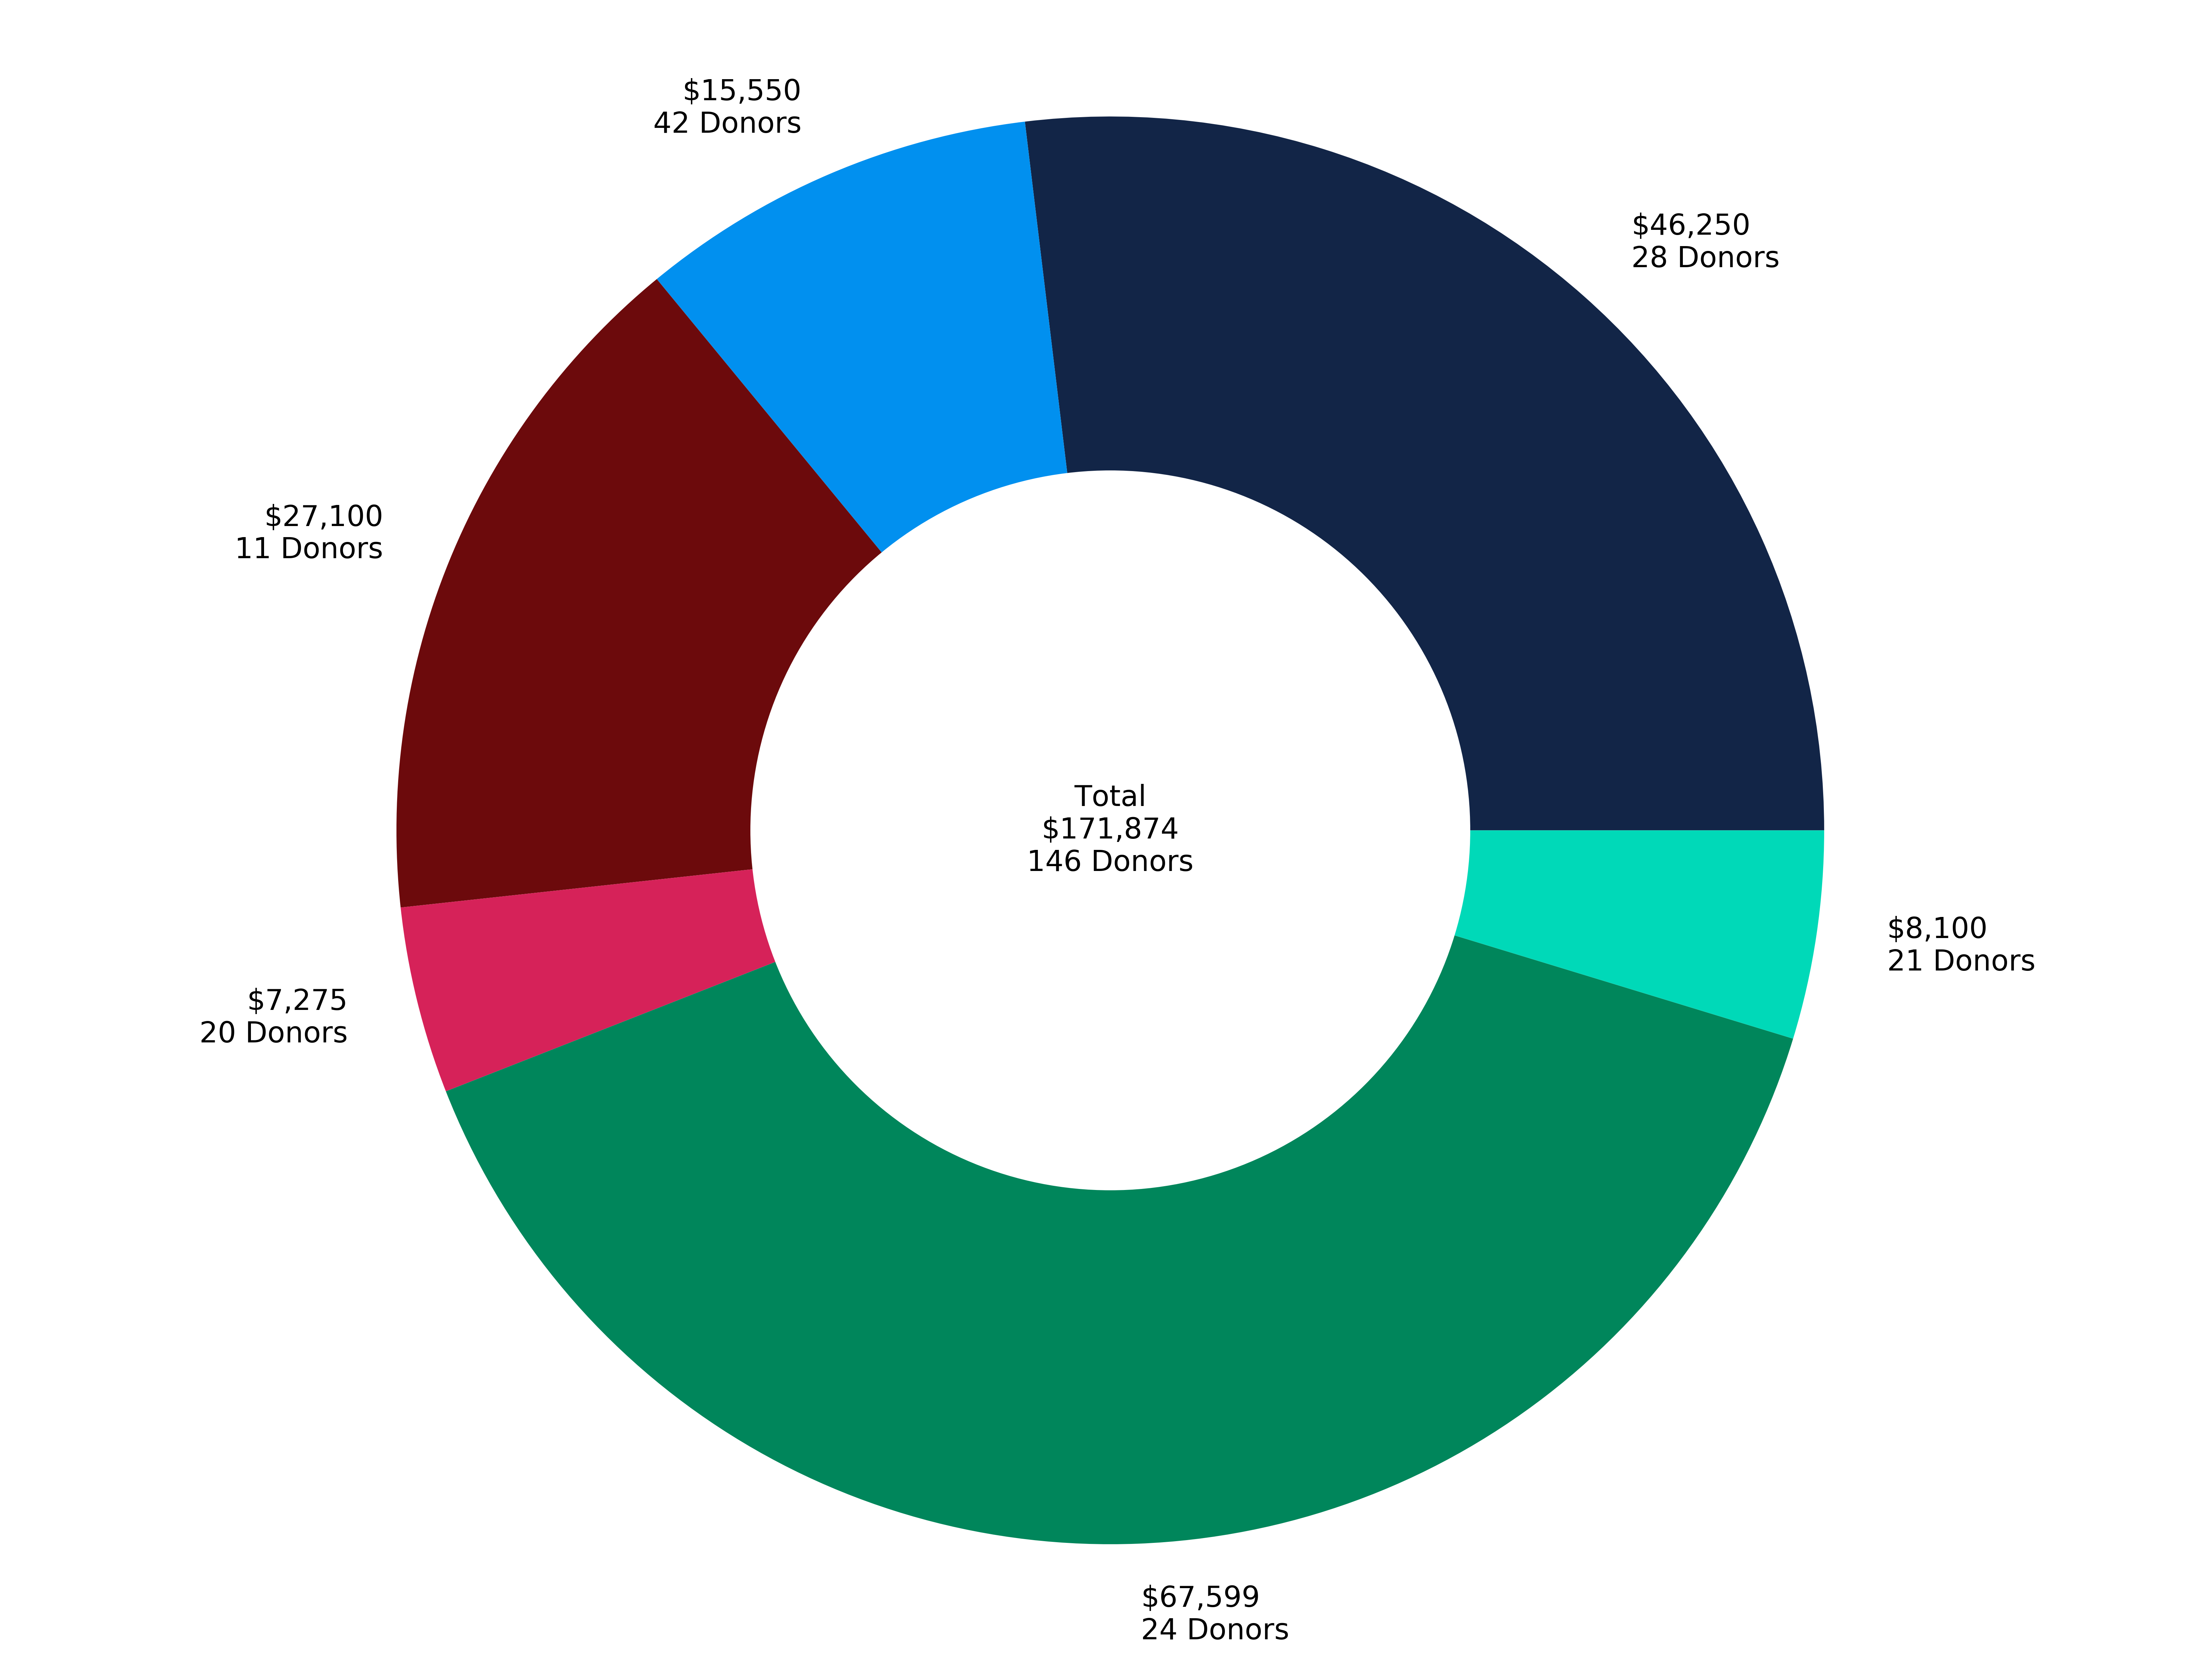 $15,550
42 Donors
$46,250
28 Donors
$27,100
11 Donors
Total
$171,874
146 Donors
$8,100
21 Donors
$7,275
20 Donors
$67,599
24 Donors